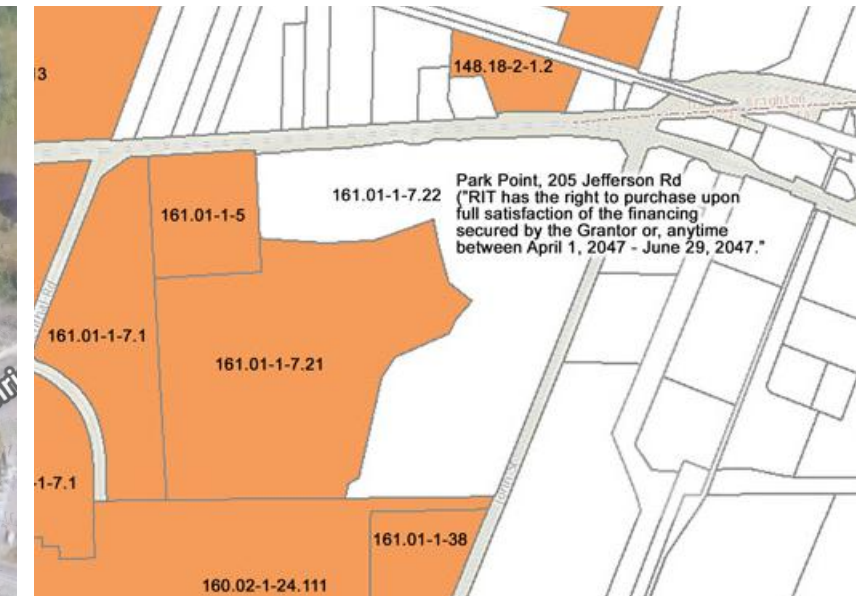 148.18-2-1.2
161.01-1-7.22
Park Point, 205 Jefferson Rd
("RIT has the right to purchase upon
full satisfaction of the financing
secured by the Grantor or, anytime
between April 1, 2047 - June 29, 2047."
161.01-1-5
161.01-1-7.1
161.01-1-7.21
-1-7.1
161.01-1-38
160.02-1-24.111
John St